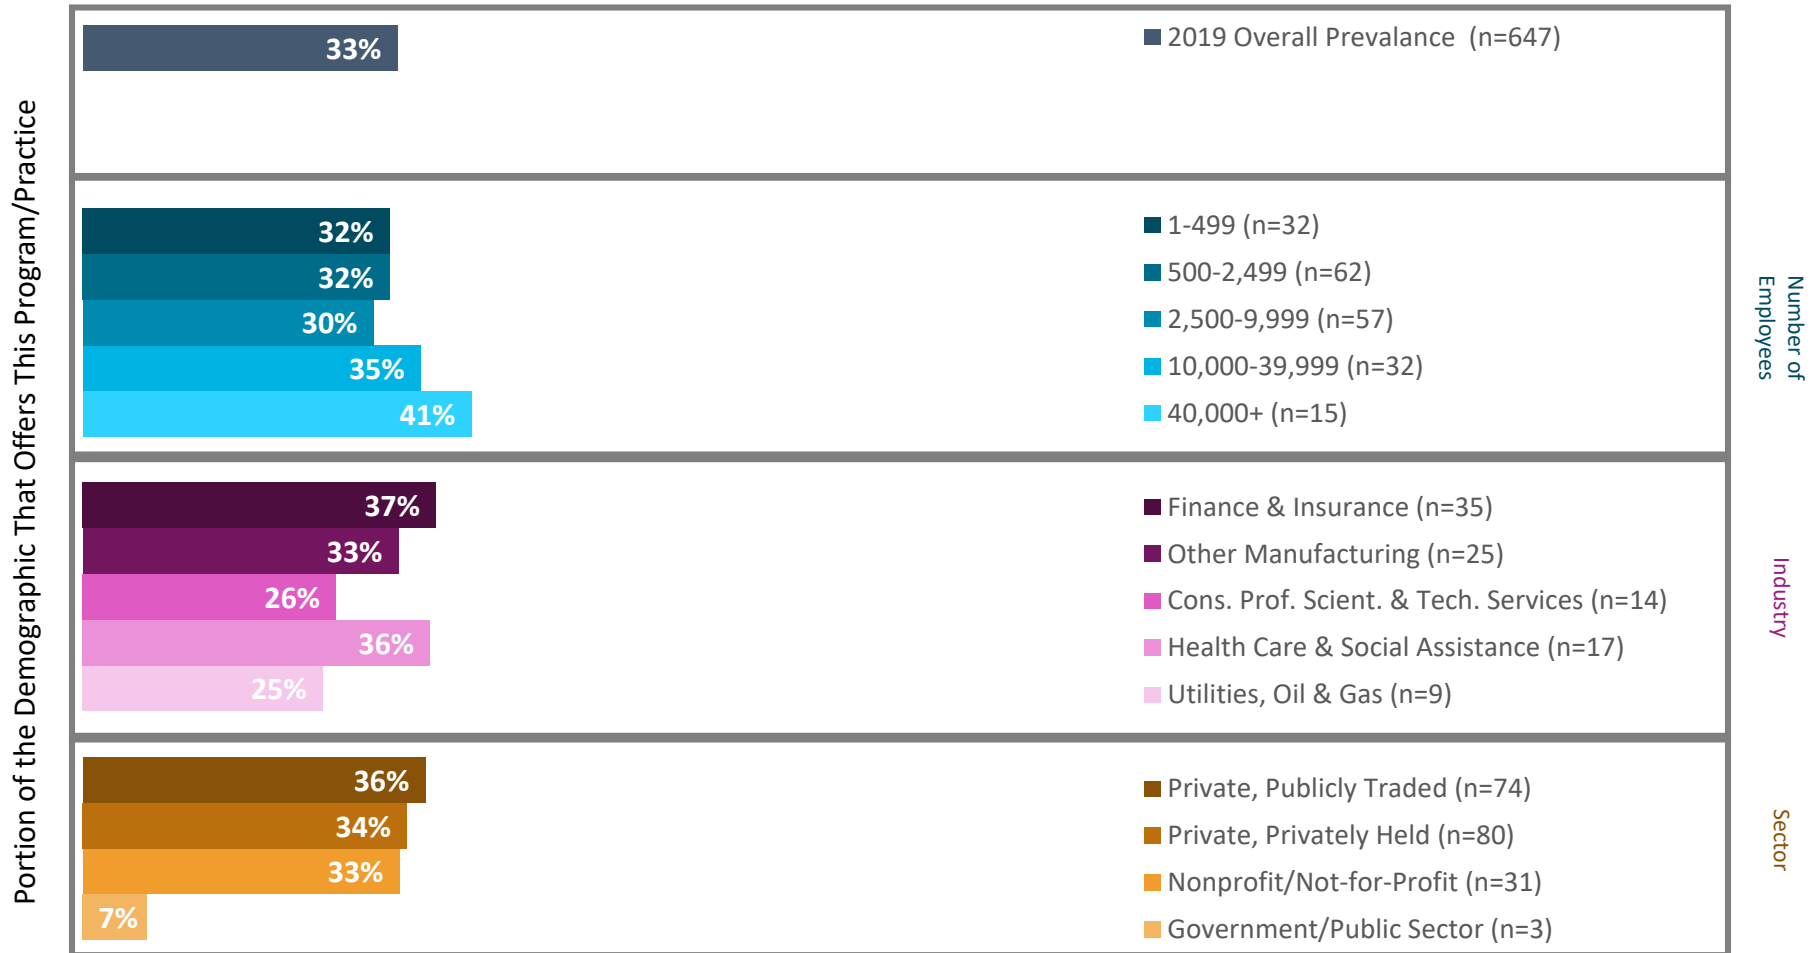 Portion of the Demographic That Offers This Program/Practice
33%
2019 Overall Prevalance (n=647)
32%
32%
30%
35%
41%
1-499 (n=32)
500-2,499 (n=62)
2,500-9,999 (n=57)
10,000-39,999 (n=32)
40,000+ (n=15)
Number of
Employees
37%
33%
26%
36%
25%
Finance & Insurance (n=35)
Other Manufacturing (n=25)
Cons. Prof. Scient. & Tech. Services (n=14)
Health Care & Social Assistance (n=17)
Utilities, Oil & Gas (n=9)
Industry
36%
34%
33%
7%
Private, Publicly Traded (n=74)
Private, Privately Held (n=80)
Nonprofit/Not-for-Profit (n=31)
Government/Public Sector (n=3)
Sector